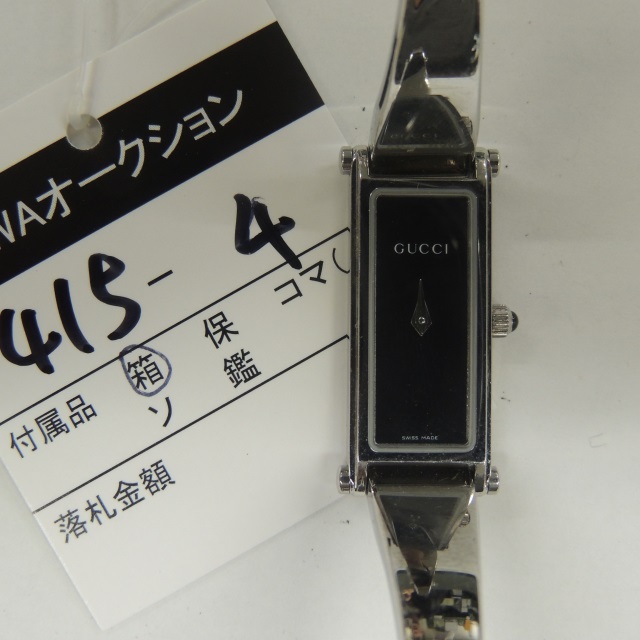 NAオークション
415-4
付属品 箱 保 コマ
ソ 鑑
落札金額
GUCCI
SWISS MADE